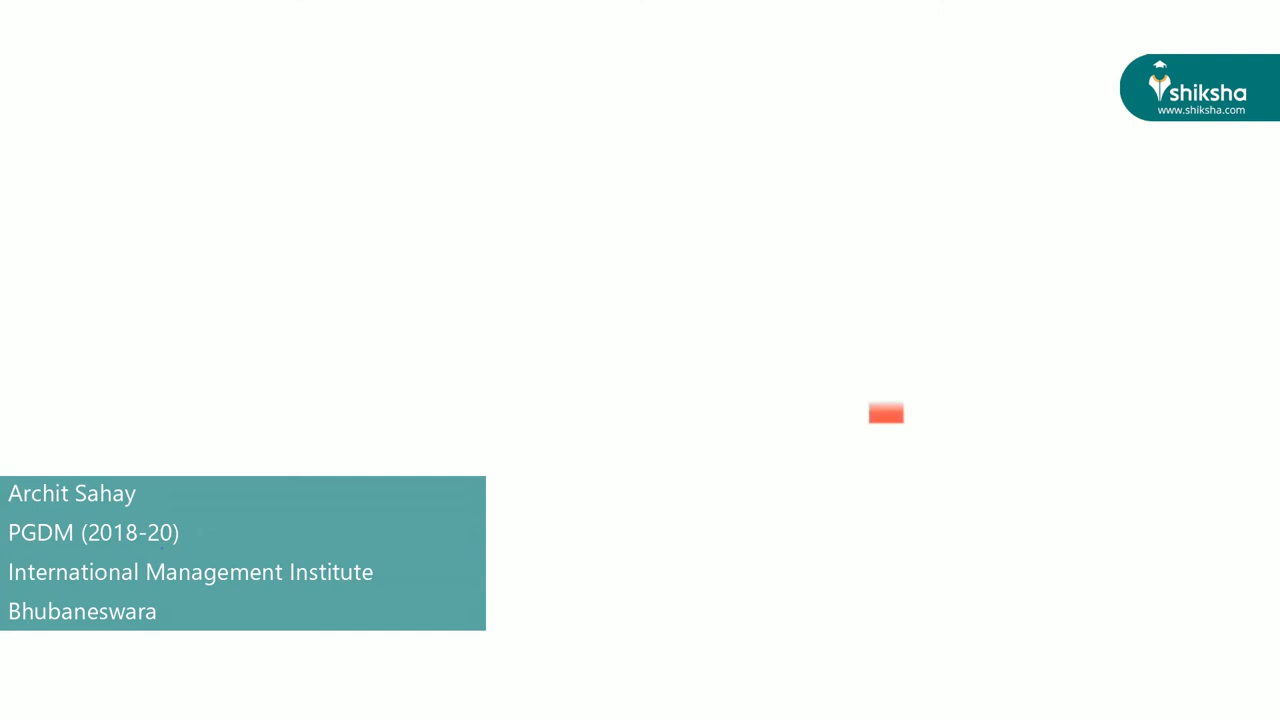 shiksha
www.shiksha.com
Archit Sahay
PGDM (2018-20)
International Management Institute
Bhubaneswara